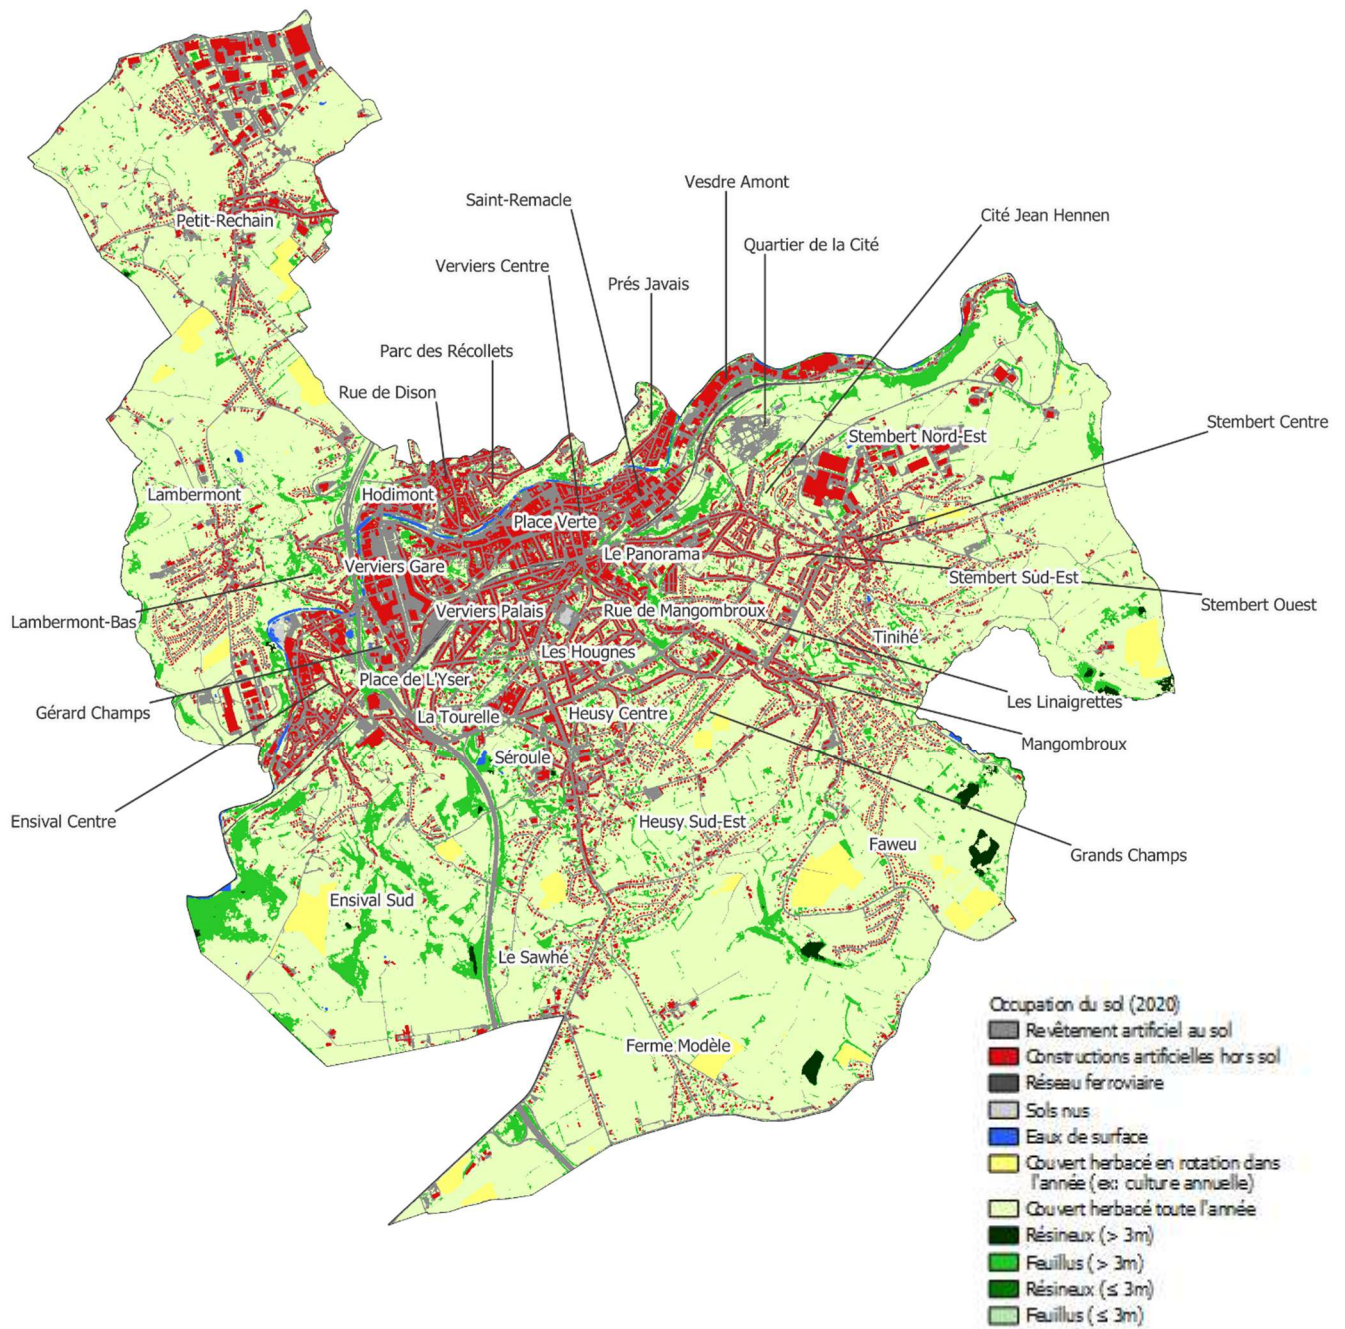 Vesdre Amont
Saint-Remacle
Cité Jean Hennen
Petit-Rechain
Quartier de la Cité
Verviers Centre
Prés Javais
Parc des Récollets
Rue de Dison
Stembert Centre
Stembert Nord-Est
Lambermont
Hodimont
Place Verte
Le Panorama
Verviers Gare
Stembert Sud-Est
Stembert Ouest
Verviers Palais
Rue de Mangombroux
Lambermont-Bas
Tinihé
Les Hougnes
Place de L'Yser
Les Linaigrettes
Gérard Champs
La Tourelle
Heusy Centre
Mangombroux
Séroule
Ensival Centre
Heusy Sud-Est
Faweu
Grands Champs
Ensival Sud
Le Sawhé
Ferme Modèle
Occupation du sol (2020)
Revêtement artificiel au sol
Constructions artificielles hors sol
Réseau ferroviaire
Sols nus
Eaux de surface
Couvert herbacé en rotation dans
l'année (ex: culture annuelle)
Couvert herbacé toute l'année
Résineux (> 3m)
Feuillus (> 3m)
Résineux (≤ 3m)
Feuillus (≤ 3m)